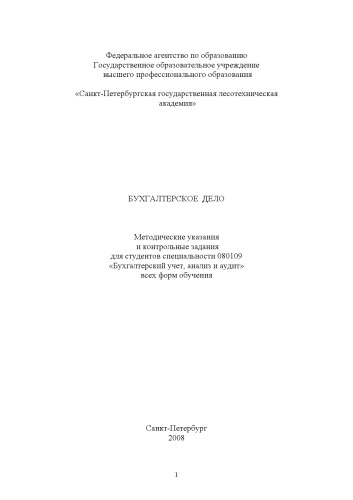 Федеральное агентство по образованию
Государственное образовательное учреждение
высшего профессионального образования
«Санкт-Петербургская государственная лесотехническая
академия»
БУХГАЛТЕРСКОЕ ДЕЛО
Методические указания
и контрольные задания
для студентов специальности 080109
«Бухгалтерский учет, анализ и аудит»
всех форм обучения
Санкт-Петербург
2008
1